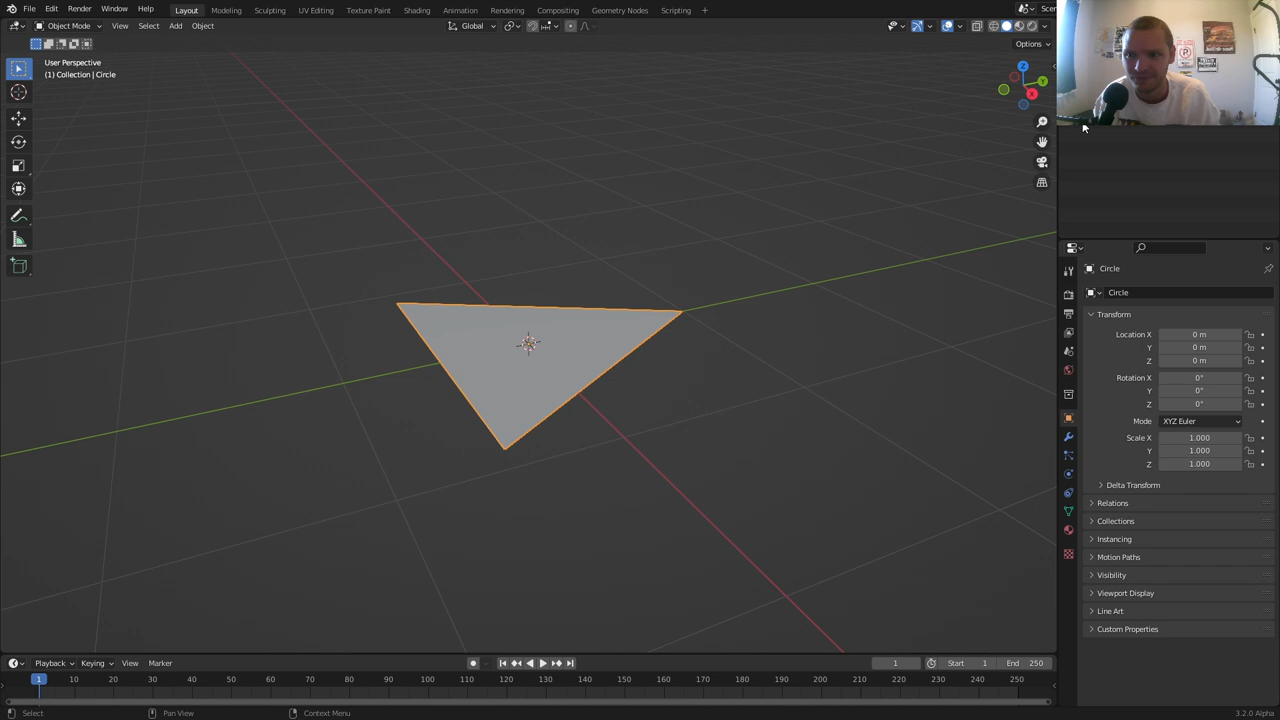 File Edit Render Window Help Layout Modeling Sculpting UV Editing Texture Paint Shading Animation Rendering Compositing Geometry Nodes Scripting + Scen
Object Mode View Select Add Object Global
Options
User Perspective
(1) Collection | Circle
Z
Y
X
Circle
Circle
Transform
Location X 0 m
Y 0 m
Z 0 m
Rotation X 0°
Y 0°
Z 0°
Mode XYZ Euler
Scale X 1.000
Y 1.000
Z 1.000
Delta Transform
Relations
Collections
Instancing
Motion Paths
Visibility
Viewport Display
Line Art
Custom Properties
Playback Keying View Marker 1 Start 1 End 250
1 10 20 30 40 50 60 70 80 90 100 110 120 130 140 150 160 170 180 190 200 210 220 230 240 250
Select Pan View Context Menu 3.2.0 Alpha